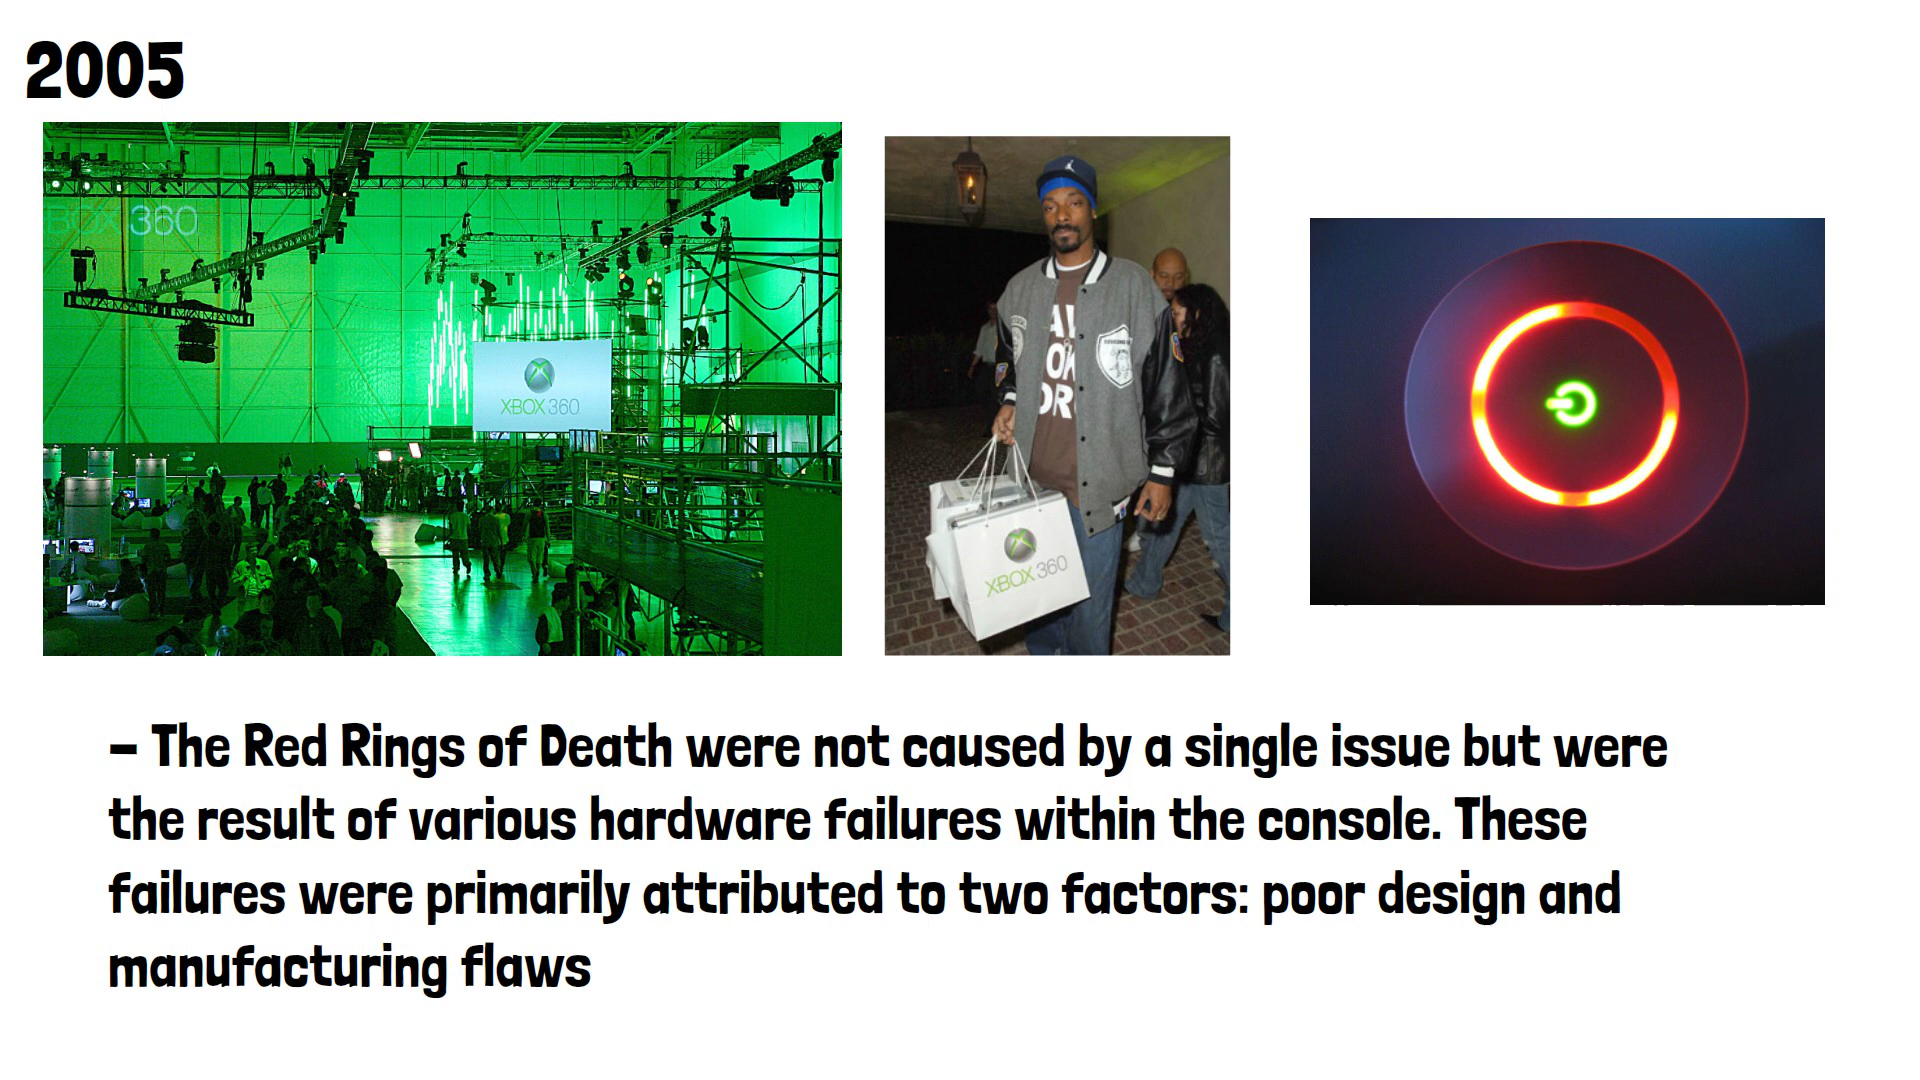 2005
BOX 360
XBOX 360
XBOX 360
– The Red Rings of Death were not caused by a single issue but were
the result of various hardware failures within the console. These
failures were primarily attributed to two factors: poor design and
manufacturing flaws